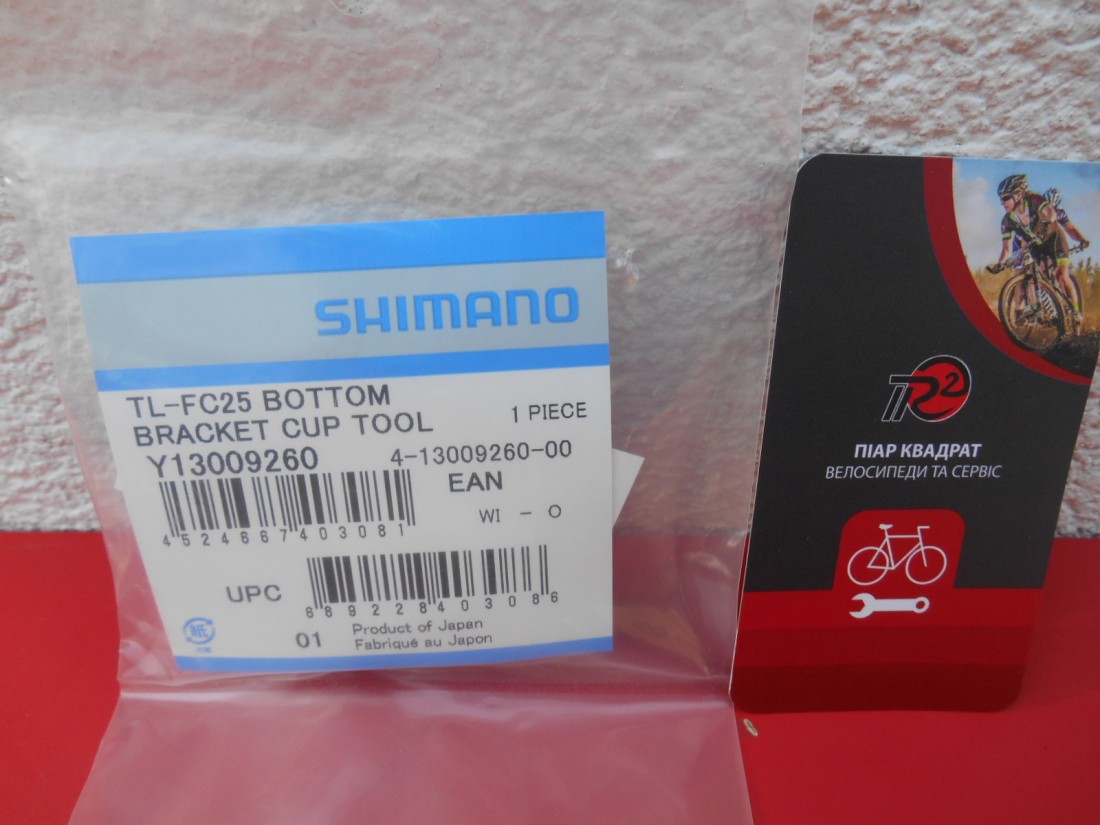 SHIMANO
TL-FC25 BOTTOM
BRACKET CUP TOOL
1 PIECE
Y13009260
4-13009260-00
EAN
4524667403081
WI - O
UPC
689228403086
01
Product of Japan
Fabriqué au Japon
ПІАР КВАДРАТ
ВЕЛОСИПЕДИ ТА СЕРВІС